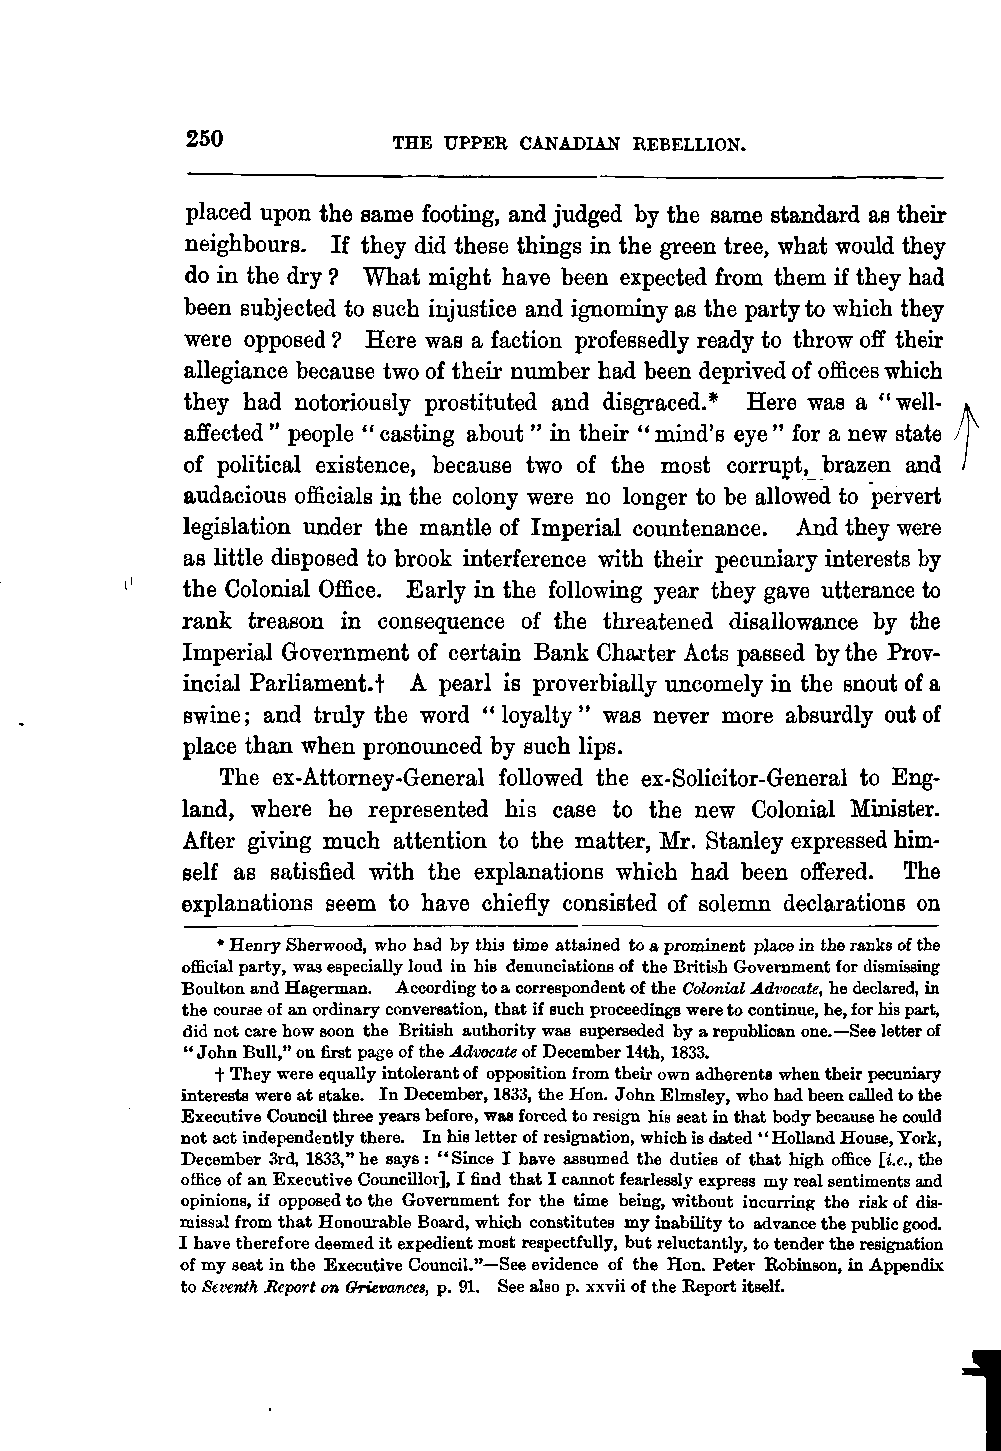 250
THE UPPER CANADIAN REBELLION.
placed upon the same footing, and judged by the same standard as their
neighbours. If they did these things in the green tree, what would they
do in the dry? What might have been expected from them if they had
been subjected to such injustice and ignominy as the party to which they
were opposed? Here was a faction professedly ready to throw off their
allegiance because two of their number had been deprived of offices which
they had notoriously prostituted and disgraced.* Here was a "well-
affected" people "casting about" in their "mind's eye" for a new state
of political existence, because two of the most corrupt, brazen and
audacious officials in the colony were no longer to be allowed to pervert
legislation under the mantle of Imperial countenance. And they were
as little disposed to brook interference with their pecuniary interests by
the Colonial Office. Early in the following year they gave utterance to
rank treason in consequence of the threatened disallowance by the
Imperial Government of certain Bank Charter Acts passed by the Prov-
incial Parliament.† A pearl is proverbially uncomely in the snout of a
swine; and truly the word "loyalty" was never more absurdly out of
place than when pronounced by such lips.
The ex-Attorney-General followed the ex-Solicitor-General to Eng-
land, where he represented his case to the new Colonial Minister.
After giving much attention to the matter, Mr. Stanley expressed him-
self as satisfied with the explanations which had been offered. The
explanations seem to have chiefly consisted of solemn declarations on
* Henry Sherwood, who had by this time attained to a prominent place in the ranks of the
official party, was especially loud in his denunciations of the British Government for dismissing
Boulton and Hagerman. According to a correspondent of the Colonial Advocate, he declared, in
the course of an ordinary conversation, that if such proceedings were to continue, he, for his part,
did not care how soon the British authority was superseded by a republican one.—See letter of
"John Bull," on first page of the Advocate of December 14th, 1833.
† They were equally intolerant of opposition from their own adherents when their pecuniary
interests were at stake. In December, 1833, the Hon. John Elmsley, who had been called to the
Executive Council three years before, was forced to resign his seat in that body because he could
not act independently there. In his letter of resignation, which is dated "Holland House, York,
December 3rd, 1833," he says: "Since I have assumed the duties of that high office [i.e., the
office of an Executive Councillor], I find that I cannot fearlessly express my real sentiments and
opinions, if opposed to the Government for the time being, without incurring the risk of dis-
missal from that Honourable Board, which constitutes my inability to advance the public good.
I have therefore deemed it expedient most respectfully, but reluctantly, to tender the resignation
of my seat in the Executive Council."—See evidence of the Hon. Peter Robinson, in Appendix
to Seventh Report on Grievances, p. 91. See also p. xxvii of the Report itself.